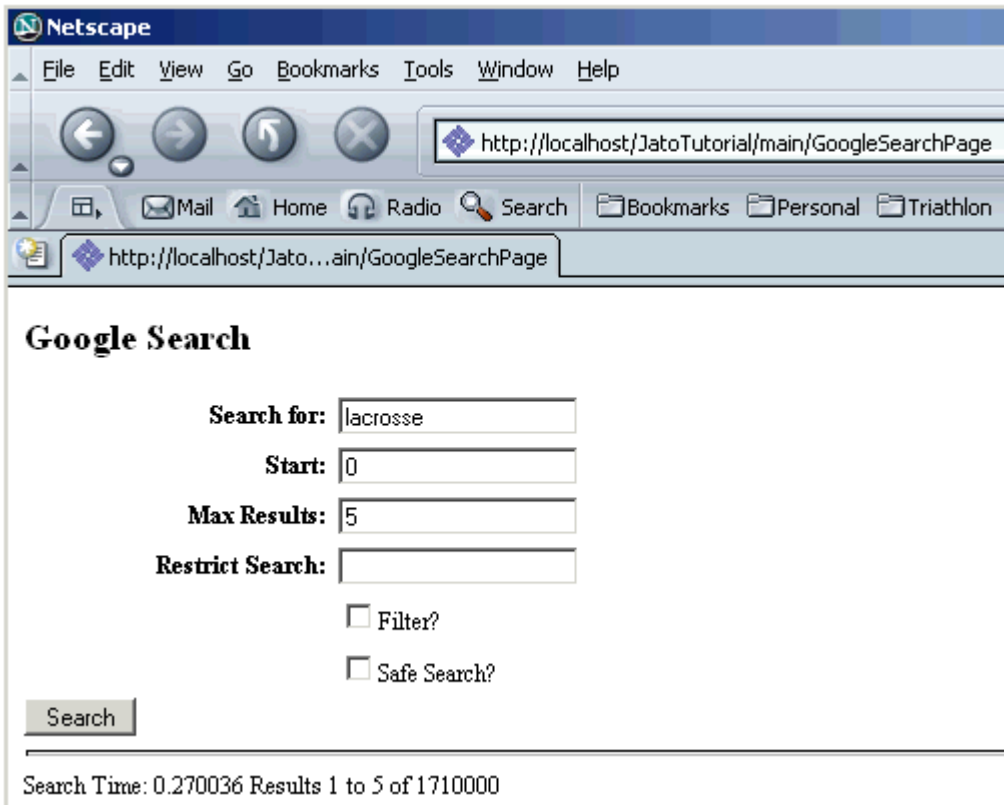 Netscape
File Edit View Go Bookmarks Tools Window Help
http://localhost/JatoTutorial/main/GoogleSearchPage
Mail Home Radio Search Bookmarks Personal Triathlon
http://localhost/Jato...ain/GoogleSearchPage
Google Search
Search for: lacrosse
Start: 0
Max Results: 5
Restrict Search:
Filter?
Safe Search?
Search
Search Time: 0.270036 Results 1 to 5 of 1710000